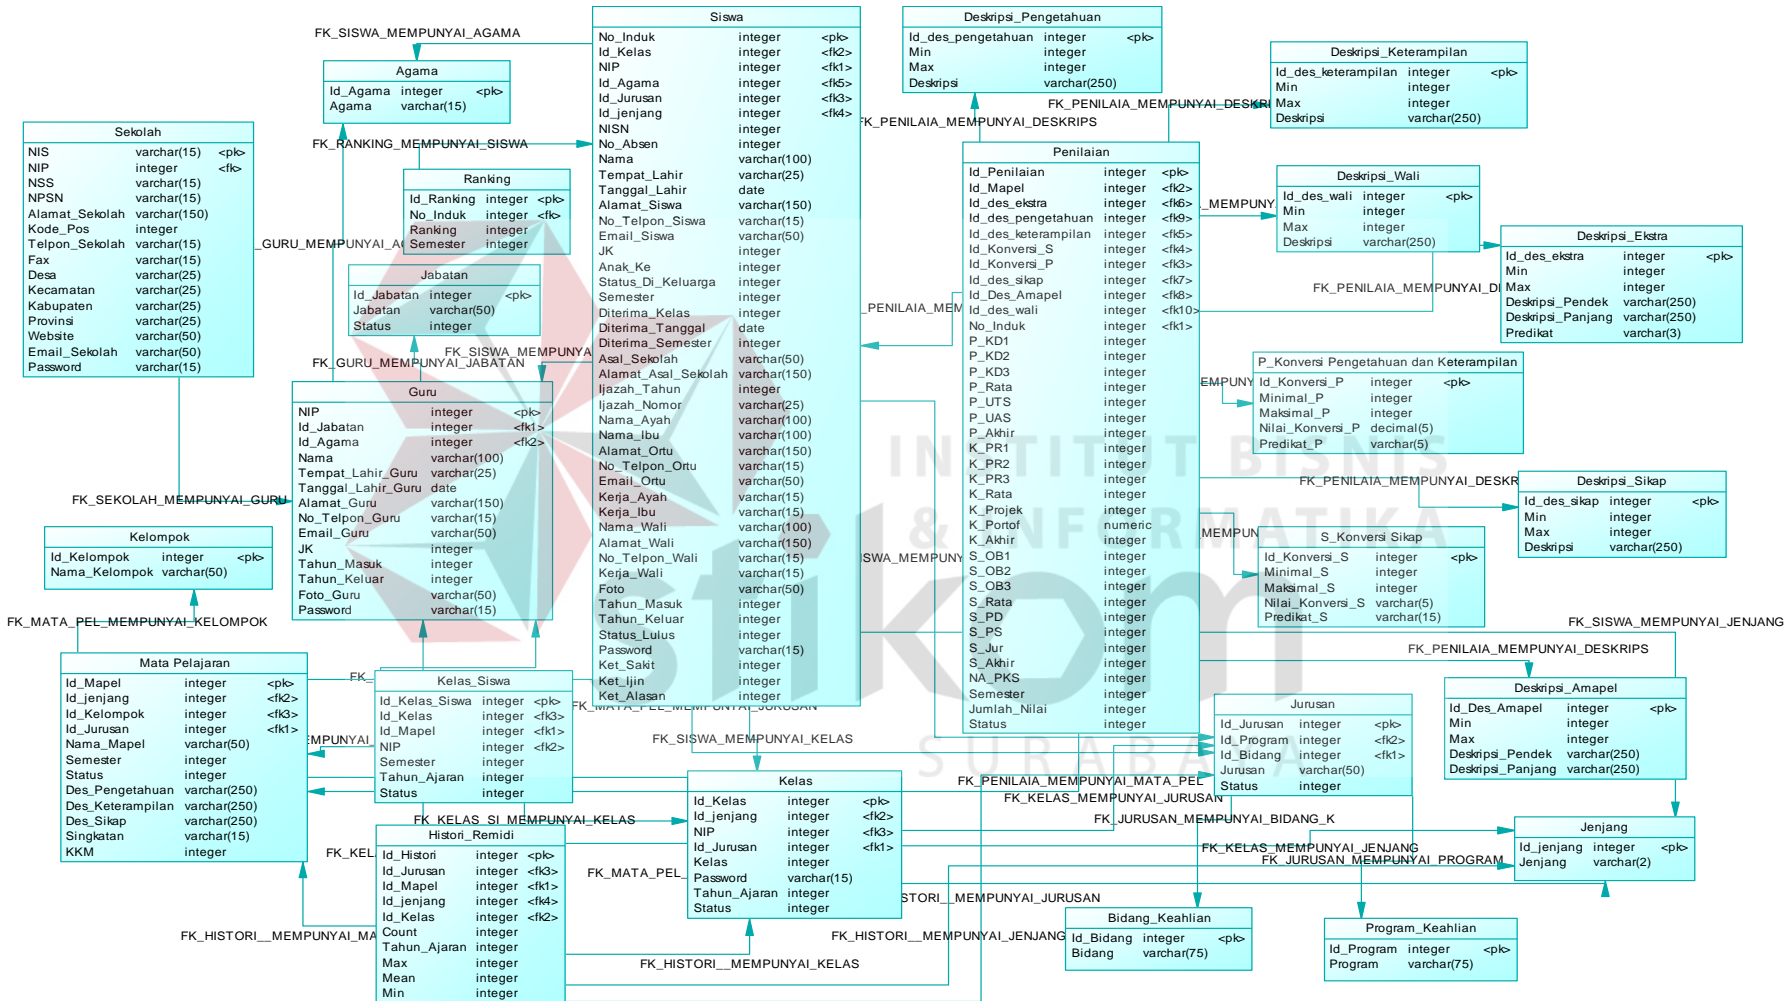 FK_SISWA_MEMPUNYAI_AGAMA
Agama
Id_Agama integer <pk>
Agama varchar(15)
Sekolah
NIS varchar(15) <pk>
NIP integer <fk>
NSS varchar(15)
NPSN varchar(15)
Alamat_Sekolah varchar(150)
Kode_Pos integer
Telpon_Sekolah varchar(15)
Fax varchar(15)
Desa varchar(25)
Kecamatan varchar(25)
Kabupaten varchar(25)
Provinsi varchar(25)
Website varchar(50)
Email_Sekolah varchar(50)
Password varchar(15)
FK_RANKING_MEMPUNYAI_SISWA
Ranking
Id_Ranking integer <pk>
No_Induk integer <fk>
Ranking integer
Semester integer
_GURU_MEMPUNYAI_AG
Jabatan
Id_Jabatan integer <pk>
Jabatan varchar(50)
Status integer
FK_SISWA_MEMPUNYA
FK_GURU_MEMPUNYAI_JABATAN
Guru
NIP integer <pk>
Id_Jabatan integer <fk1>
Id_Agama integer <fk2>
Nama varchar(100)
Tempat_Lahir_Guru varchar(25)
Tanggal_Lahir_Guru date
Alamat_Guru varchar(150)
No_Telpon_Guru varchar(15)
Email_Guru varchar(50)
JK integer
Tahun_Masuk integer
Tahun_Keluar integer
Foto_Guru varchar(50)
Password varchar(15)
FK_SEKOLAH_MEMPUNYAI_GURU
Kelompok
Id_Kelompok integer <pk>
Nama_Kelompok varchar(50)
FK_MATA_PEL_MEMPUNYAI_KELOMPOK
Mata Pelajaran
Id_Mapel integer <pk>
Id_jenjang integer <fk2>
Id_Kelompok integer <fk3>
Id_Jurusan integer <fk1>
Nama_Mapel varchar(50)
Semester integer
Status integer
Des_Pengetahuan varchar(250)
Des_Keterampilan varchar(250)
Des_Sikap varchar(250)
Singkatan varchar(15)
KKM integer
Siswa
No_Induk integer <pk>
Id_Kelas integer <fk2>
NIP integer <fk1>
Id_Agama integer <fk5>
Id_Jurusan integer <fk3>
Id_jenjang integer <fk4>
NISN integer
No_Absen integer
Nama varchar(100)
Tempat_Lahir varchar(25)
Tanggal_Lahir date
Alamat_Siswa varchar(150)
No_Telpon_Siswa varchar(15)
Email_Siswa varchar(50)
JK integer
Anak_Ke integer
Status_Di_Keluarga integer
Semester integer
Diterima_Kelas integer
Diterima_Tanggal date
Diterima_Semester integer
Asal_Sekolah varchar(50)
Alamat_Asal_Sekolah varchar(150)
Ijazah_Tahun integer
Ijazah_Nomor varchar(25)
Nama_Ayah varchar(100)
Nama_Ibu varchar(100)
Alamat_Ortu varchar(150)
No_Telpon_Ortu varchar(15)
Email_Ortu varchar(50)
Kerja_Ayah varchar(15)
Kerja_Ibu varchar(15)
Nama_Wali varchar(100)
Alamat_Wali varchar(150)
No_Telpon_Wali varchar(15)
Kerja_Wali varchar(15)
Foto varchar(50)
Tahun_Masuk integer
Tahun_Keluar integer
Status_Lulus integer
Password varchar(15)
Ket_Sakit integer
Ket_Ijin integer
Ket_Alasan integer
FK_
Kelas_Siswa
Id_Kelas_Siswa integer <pk>
Id_Kelas integer <fk3>
Id_Mapel integer <fk1>
NIP integer <fk2>
Semester integer
Tahun_Ajaran integer
Status integer
FK_MATA_PEL_MEMPUNYAI_JURUSAN
FK_SISWA_MEMPUNYAI_KELAS
FK_KELAS_SI_MEMPUNYAI_KELAS
Histori_Remidi
Id_Histori integer <pk>
Id_Jurusan integer <fk3>
Id_Mapel integer <fk1>
Id_jenjang integer <fk4>
Id_Kelas integer <fk2>
Count integer
Tahun_Ajaran integer
Max integer
Mean integer
Min integer
FK_HISTORI__MEMPUNYAI_MA
Kelas
Id_Kelas integer <pk>
Id_jenjang integer <fk2>
NIP integer <fk3>
Id_Jurusan integer <fk1>
Kelas integer
Password varchar(15)
Tahun_Ajaran integer
Status integer
FK_MATA_PEL_
FK_HISTORI__MEMPUNYAI_KELAS
Deskripsi_Pengetahuan
Id_des_pengetahuan integer <pk>
Min integer
Max integer
Deskripsi varchar(250)
FK_PENILAIA_MEMPUNYAI_DESKRI
FK_PENILAIA_MEMPUNYAI_DESKRIPS
Deskripsi_Keterampilan
Id_des_keterampilan integer <pk>
Min integer
Max integer
Deskripsi varchar(250)
Penilaian
Id_Penilaian integer <pk>
Id_Mapel integer <fk2>
Id_des_ekstra integer <fk6>
Id_des_pengetahuan integer <fk9>
Id_des_keterampilan integer <fk5>
Id_Konversi_S integer <fk4>
Id_Konversi_P integer <fk3>
Id_des_sikap integer <fk7>
Id_Des_Amapel integer <fk8>
Id_des_wali integer <fk10>
No_Induk integer <fk1>
P_KD1 integer
P_KD2 integer
P_KD3 integer
P_Rata integer
P_UTS integer
P_UAS integer
P_Akhir integer
K_PR1 integer
K_PR2 integer
K_PR3 integer
K_Rata integer
K_Projek integer
K_Portof numeric
K_Akhir integer
S_OB1 integer
S_OB2 integer
S_OB3 integer
S_Rata integer
S_PD integer
S_PS integer
S_Jur integer
S_Akhir integer
NA_PKS integer
Semester integer
Jumlah_Nilai integer
Status integer
Deskripsi_Wali
Id_des_wali integer <pk>
Min integer
Max integer
Deskripsi varchar(250)
Deskripsi_Ekstra
Id_des_ekstra integer <pk>
Min integer
Max integer
Deskripsi_Pendek varchar(250)
Deskripsi_Panjang varchar(250)
Predikat varchar(3)
P_Konversi Pengetahuan dan Keterampilan
Id_Konversi_P integer <pk>
Minimal_P integer
Maksimal_P integer
Nilai_Konversi_P decimal(5)
Predikat_P varchar(5)
INSTITUT BISNIS
& INFORMATIKA
stikom
SURABAYA
FK_PENILAIA_MEMPUNYAI_DESKR
Deskripsi_Sikap
Id_des_sikap integer <pk>
Min integer
Max integer
Deskripsi varchar(250)
S_Konversi Sikap
Id_Konversi_S integer <pk>
Minimal_S integer
Maksimal_S integer
Nilai_Konversi_S varchar(5)
Predikat_S varchar(15)
FK_SISWA_MEMPUNYAI_JENJANG
FK_PENILAIA_MEMPUNYAI_DESKRIPS
Deskripsi_Amapel
Id_Des_Amapel integer <pk>
Min integer
Max integer
Deskripsi_Pendek varchar(250)
Deskripsi_Panjang varchar(250)
Jurusan
Id_Jurusan integer <pk>
Id_Program integer <fk2>
Id_Bidang integer <fk1>
Jurusan varchar(50)
Status integer
FK_PENILAIA_MEMPUNYAI_MATA_PEL
FK_KELAS_MEMPUNYAI_JURUSAN
FK_JURUSAN_MEMPUNYAI_BIDANG_K
FK_KELAS_MEMPUNYAI_JENJANG
FK_JURUSAN_MEMPUNYAI_PROGRAM
Jenjang
Id_jenjang integer <pk>
Jenjang varchar(2)
STORI__MEMPUNYAI_JURUSAN
FK_HISTORI__MEMPUNYAI_JENJANG
Bidang_Keahlian
Id_Bidang integer <pk>
Bidang varchar(75)
Program_Keahlian
Id_Program integer <pk>
Program varchar(75)